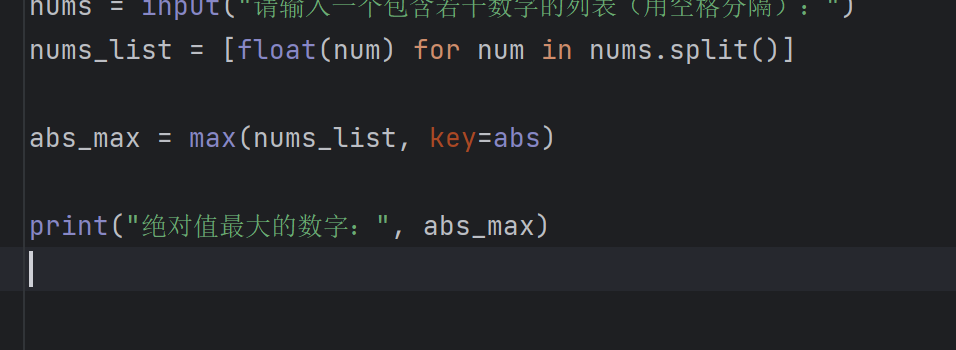 nums = input("请输入一个包含若干数字的列表（用空格分隔）：")
nums_list = [float(num) for num in nums.split()]
abs_max = max(nums_list, key=abs)
print("绝对值最大的数字：", abs_max)